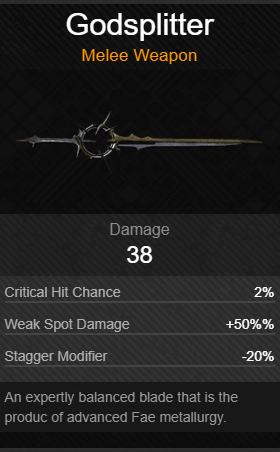 Godsplitter
Melee Weapon
Damage
38
Critical Hit Chance 2%
Weak Spot Damage +50%%
Stagger Modifier -20%
An expertly balanced blade that is the
produc of advanced Fae metallurgy.